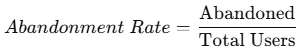 Abandonment Rate = Abandoned / Total Users